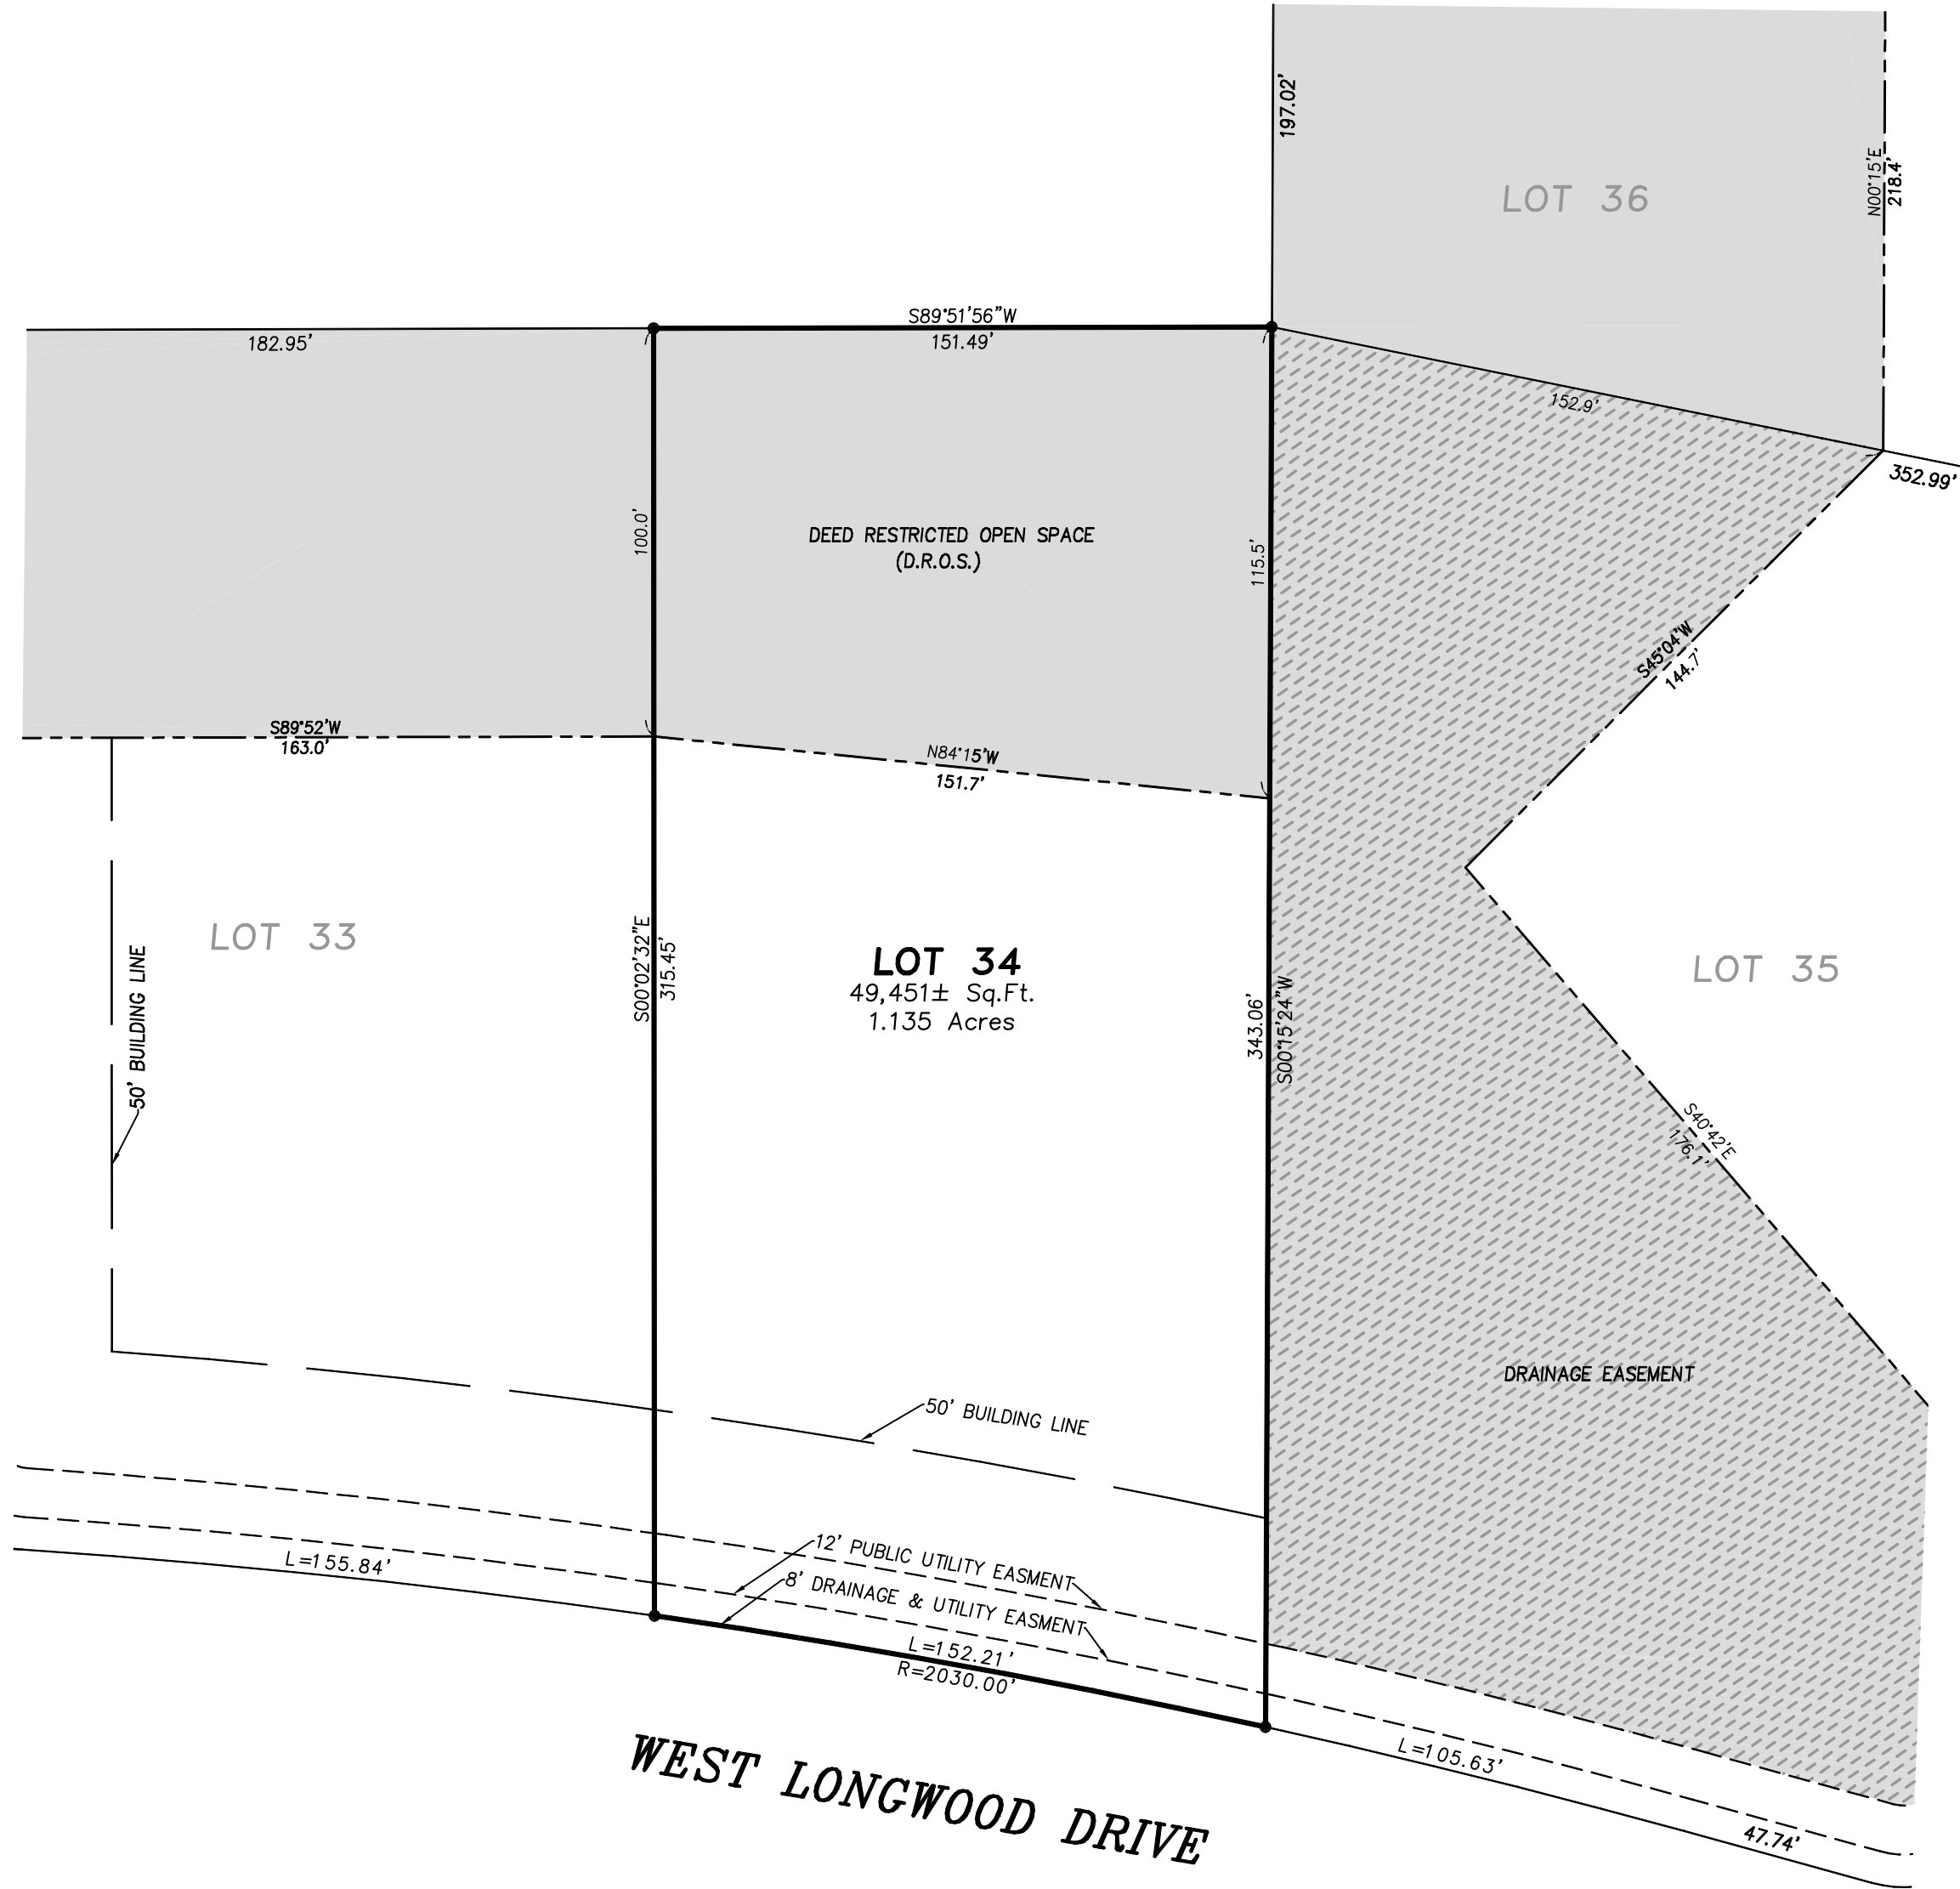 197.02'
LOT 36
N00°15'E
218.4'
S89°51'56"W
151.49'
182.95'
152.9'
352.99'
100.0'
DEED RESTRICTED OPEN SPACE
(D.R.O.S.)
115.5'
S45°04'W
144.7'
S89°52'W
163.0'
N84°15'W
151.7'
LOT 33
50' BUILDING LINE
S00°02'32"E
315.45'
LOT 34
49,451± Sq.Ft.
1.135 Acres
343.06'
S00°15'24"W
LOT 35
S40°42'E
176.1'
DRAINAGE EASEMENT
50' BUILDING LINE
12' PUBLIC UTILITY EASMENT
8' DRAINAGE & UTILITY EASMENT
L=155.84'
L=152.21'
R=2030.00'
L=105.63'
47.74'
WEST LONGWOOD DRIVE